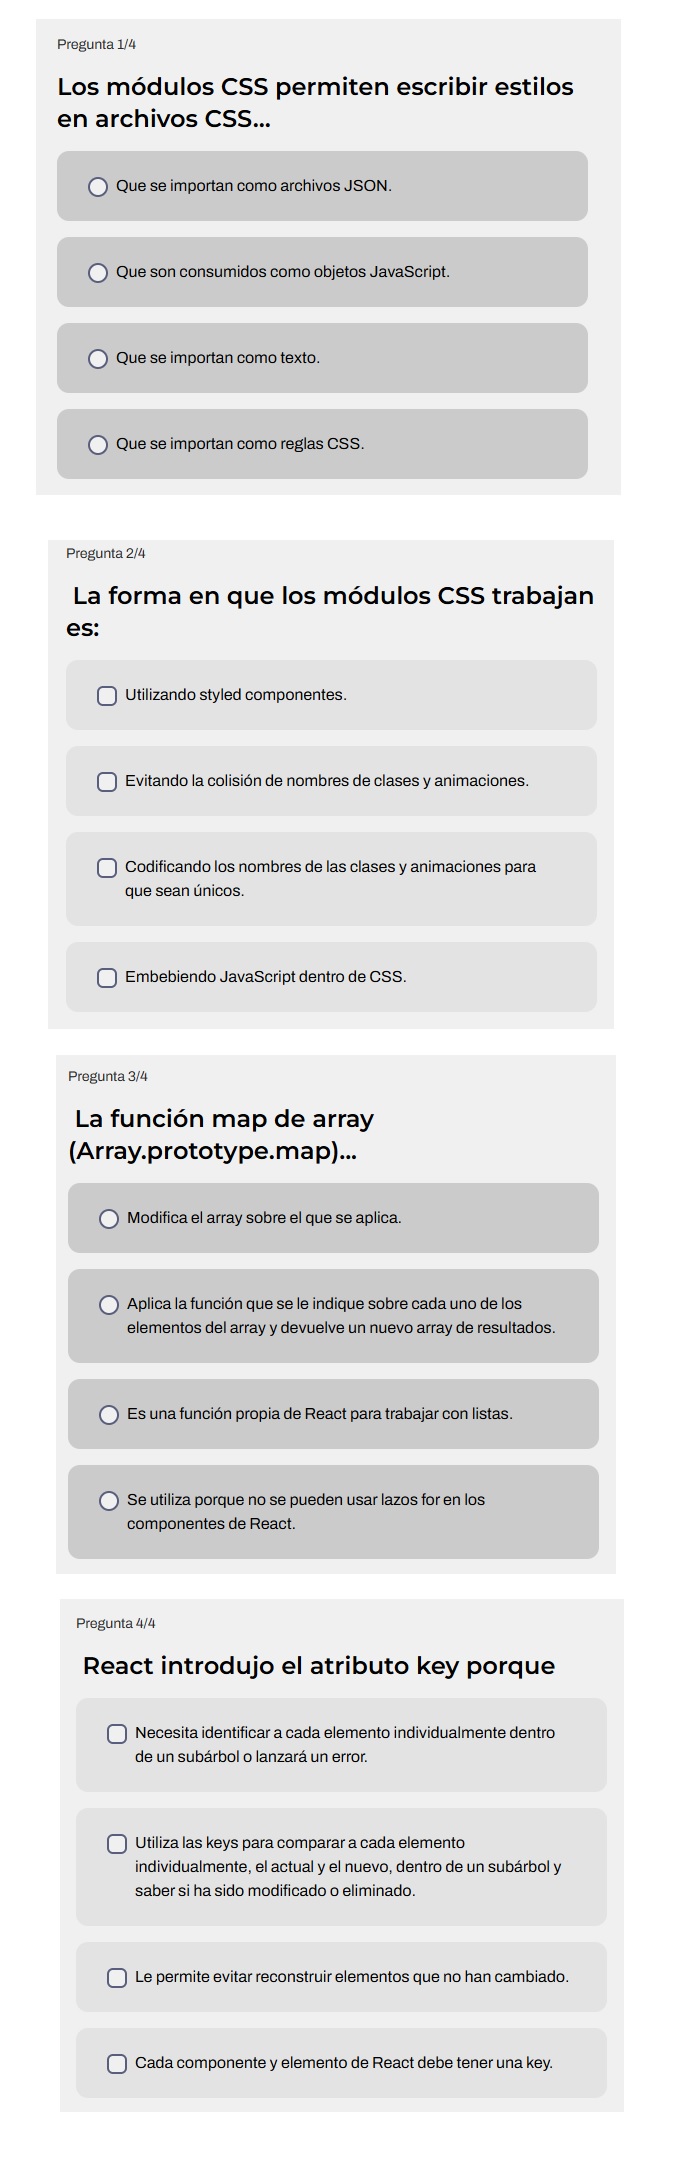 Pregunta 1/4
Los módulos CSS permiten escribir estilos
en archivos CSS...
Que se importan como archivos JSON.
Que son consumidos como objetos JavaScript.
Que se importan como texto.
Que se importan como reglas CSS.
Pregunta 2/4
La forma en que los módulos CSS trabajan
es:
Utilizando styled componentes.
Evitando la colisión de nombres de clases y animaciones.
Codificando los nombres de las clases y animaciones para
que sean únicos.
Embebiendo JavaScript dentro de CSS.
Pregunta 3/4
La función map de array
(Array.prototype.map)...
Modifica el array sobre el que se aplica.
Aplica la función que se le indique sobre cada uno de los
elementos del array y devuelve un nuevo array de resultados.
Es una función propia de React para trabajar con listas.
Se utiliza porque no se pueden usar lazos for en los
componentes de React.
Pregunta 4/4
React introdujo el atributo key porque
Necesita identificar a cada elemento individualmente dentro
de un subárbol o lanzará un error.
Utiliza las keys para comparar a cada elemento
individualmente, el actual y el nuevo, dentro de un subárbol y
saber si ha sido modificado o eliminado.
Le permite evitar reconstruir elementos que no han cambiado.
Cada componente y elemento de React debe tener una key.